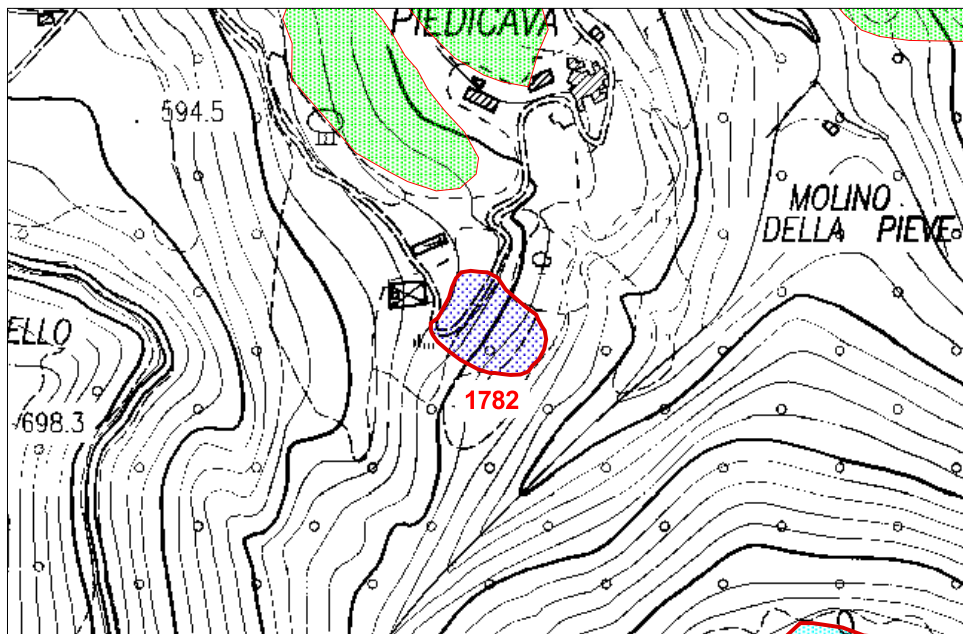 PIEDICAVA
594.5
MOLINO
DELLA PIEVE
ELLO
698.3
1782